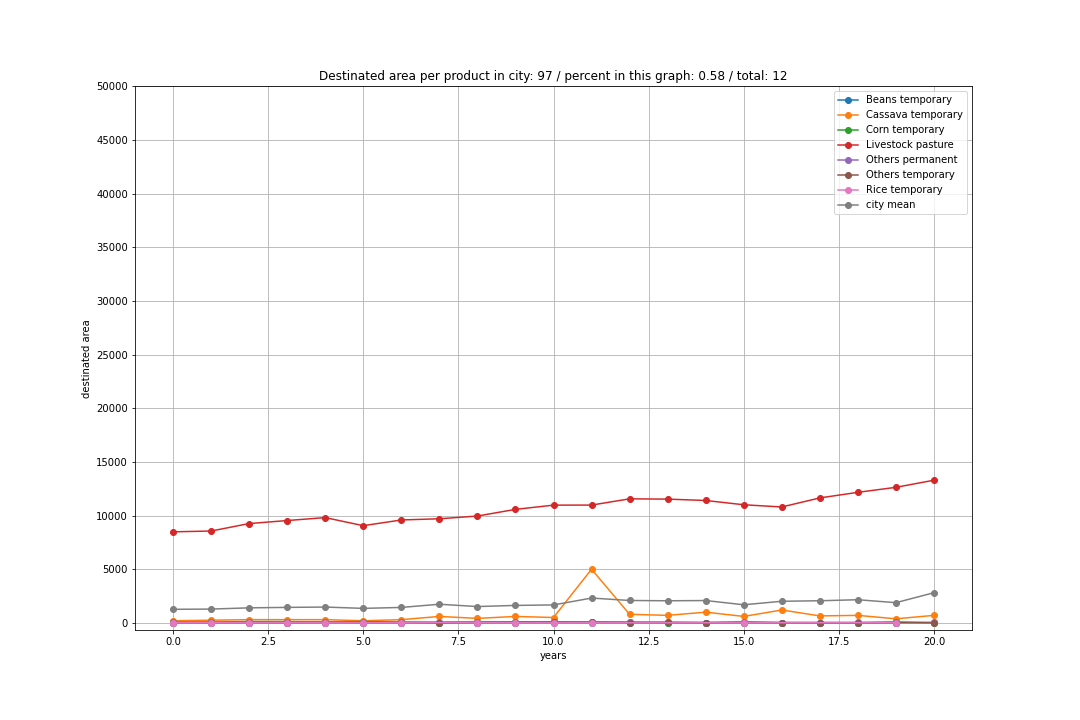 Destinated area per product in city: 97 / percent in this graph: 0.58 / total: 12
50000
45000
40000
35000
30000
25000
20000
15000
10000
5000
0
destinated area
Beans temporary
Cassava temporary
Corn temporary
Livestock pasture
Others permanent
Others temporary
Rice temporary
city mean
0.0 2.5 5.0 7.5 10.0 12.5 15.0 17.5 20.0
years